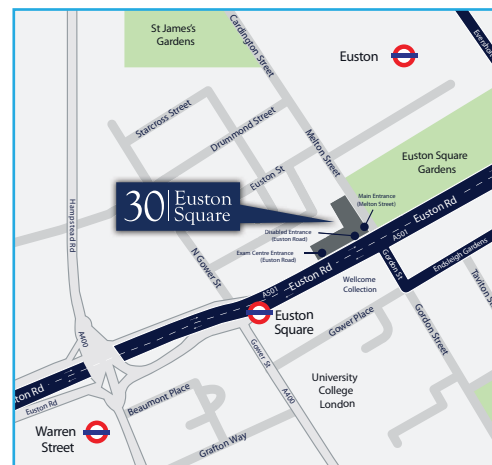 St James's
Gardens
Cardington Street
Euston
Eversholt
Starcross Street
Drummond Street
Melton Street
Euston St
Euston Square
Gardens
Main Entrance
(Melton Street)
30 Euston
Square
Euston Rd
Hampstead Rd
Disabled Entrance
(Euston Road)
A501
Exam Centre Entrance
(Euston Road)
N Gower St
Euston Rd
Gordon St
Endsleigh Gardens
Wellcome
Collection
A501
Taviton St
Euston
Square
Gower Place
Gordon Street
A400
Gower St
University
College
London
A400
ton Rd
Euston Rd
Beaumont Place
Warren
Street
Grafton Way